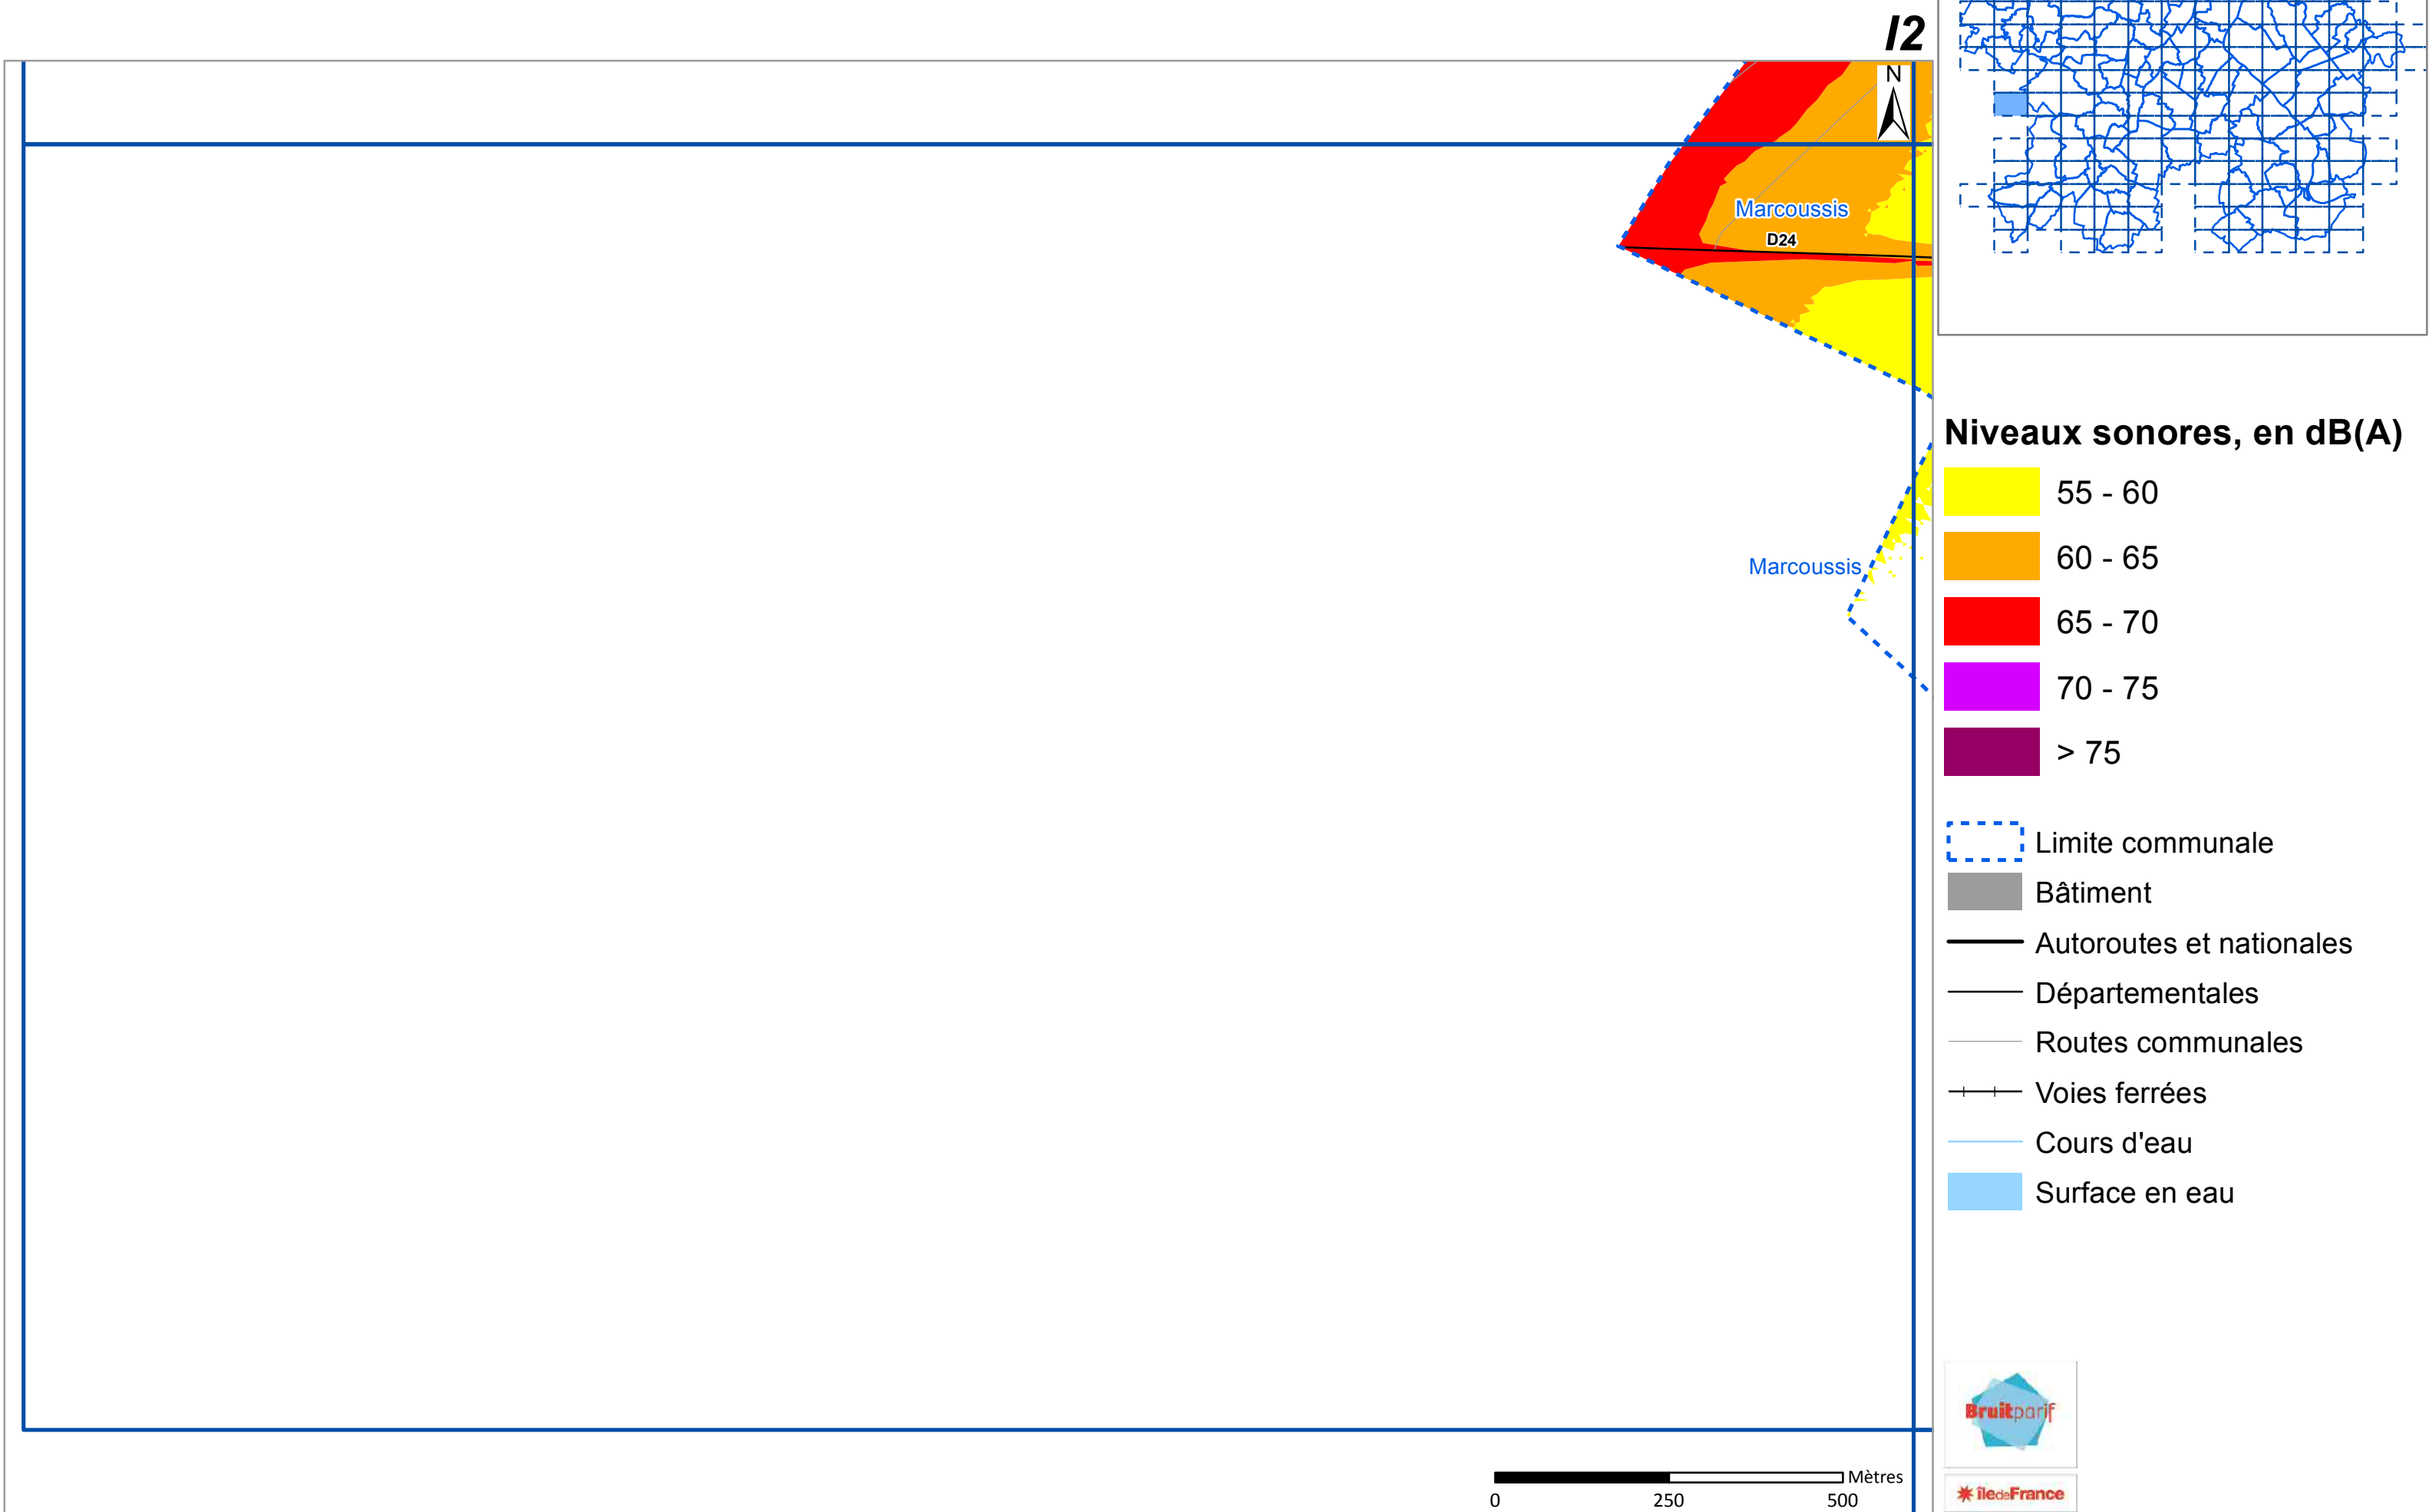 I2
N
Marcoussis
D24
Marcoussis
Niveaux sonores, en dB(A)
55 - 60
60 - 65
65 - 70
70 - 75
> 75
Limite communale
Bâtiment
Autoroutes et nationales
Départementales
Routes communales
Voies ferrées
Cours d'eau
Surface en eau
Mètres
0 250 500
Bruitparif
îledeFrance